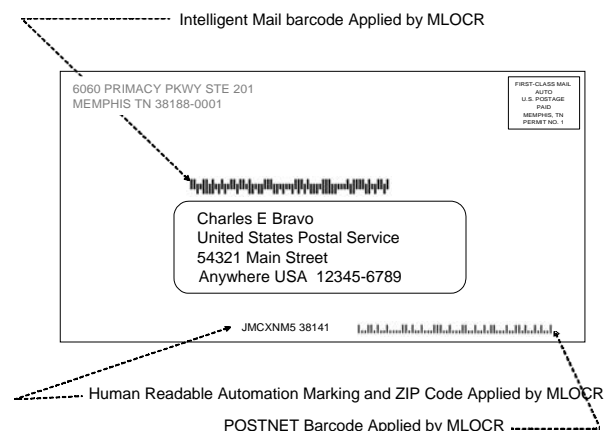 Intelligent Mail barcode Applied by MLOCR
6060 PRIMACY PKWY STE 201
MEMPHIS TN 38188-0001
FIRST-CLASS MAIL
AUTO
U.S. POSTAGE
PAID
MEMPHIS, TN
PERMIT NO. 1
Charles E Bravo
United States Postal Service
54321 Main Street
Anywhere USA 12345-6789
JMCXNM5 38141
Human Readable Automation Marking and ZIP Code Applied by MLOCR
POSTNET Barcode Applied by MLOCR